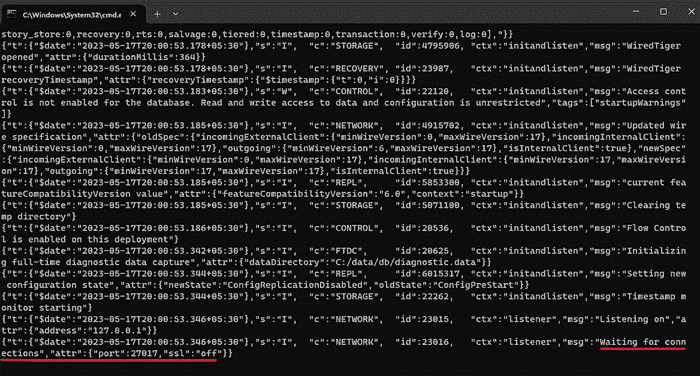 C:\Windows\System32\cmd.e
story_store:0,recovery:0,rts:0,salvage:0,tiered:0,timestamp:0,transaction:0,verify:0,log:0],"}}
{"t":{"$date":"2023-05-17T20:00:53.178+05:30"},"s":"I",  "c":"STORAGE",  "id":4795906, "ctx":"initandlisten","msg":"WiredTiger
opened","attr":{"durationMillis":364}}
{"t":{"$date":"2023-05-17T20:00:53.178+05:30"},"s":"I",  "c":"RECOVERY", "id":23987,   "ctx":"initandlisten","msg":"WiredTiger
recoveryTimestamp","attr":{"recoveryTimestamp":{"$timestamp":{"t":0,"i":0}}}}
{"t":{"$date":"2023-05-17T20:00:53.183+05:30"},"s":"W",  "c":"CONTROL",  "id":22120,   "ctx":"initandlisten","msg":"Access cont
rol is not enabled for the database. Read and write access to data and configuration is unrestricted","tags":["startupWarnings"
]}
{"t":{"$date":"2023-05-17T20:00:53.185+05:30"},"s":"I",  "c":"NETWORK",  "id":4915702, "ctx":"initandlisten","msg":"Updated wi
re specification","attr":{"oldSpec":{"incomingExternalClient":{"minWireVersion":0,"maxWireVersion":17},"incomingInternalClient"
:{"minWireVersion":0,"maxWireVersion":17},"outgoing":{"minWireVersion":6,"maxWireVersion":17},"isInternalClient":true},"newSpec"
:{"incomingExternalClient":{"minWireVersion":0,"maxWireVersion":17},"incomingInternalClient":{"minWireVersion":17,"maxWireVersi
on":17},"outgoing":{"minWireVersion":17,"maxWireVersion":17},"isInternalClient":true}}}
{"t":{"$date":"2023-05-17T20:00:53.185+05:30"},"s":"I",  "c":"REPL",     "id":5853300, "ctx":"initandlisten","msg":"current fea
tureCompatibilityVersion value","attr":{"featureCompatibilityVersion":"6.0","context":"startup"}}
{"t":{"$date":"2023-05-17T20:00:53.185+05:30"},"s":"I",  "c":"STORAGE",  "id":5071100, "ctx":"initandlisten","msg":"Clearing te
mp directory"}
{"t":{"$date":"2023-05-17T20:00:53.186+05:30"},"s":"I",  "c":"CONTROL",  "id":20536,   "ctx":"initandlisten","msg":"Flow Contro
l is enabled on this deployment"}
{"t":{"$date":"2023-05-17T20:00:53.342+05:30"},"s":"I",  "c":"FTDC",     "id":20625,   "ctx":"initandlisten","msg":"Initializin
g full-time diagnostic data capture","attr":{"dataDirectory":"C:/data/db/diagnostic.data"}}
{"t":{"$date":"2023-05-17T20:00:53.344+05:30"},"s":"I",  "c":"REPL",     "id":6015317, "ctx":"initandlisten","msg":"Setting new
 configuration state","attr":{"newState":"ConfigReplicationDisabled","oldState":"ConfigPreStart"}}
{"t":{"$date":"2023-05-17T20:00:53.345+05:30"},"s":"I",  "c":"STORAGE",  "id":22262,   "ctx":"initandlisten","msg":"Timestamp m
onitor starting"}
{"t":{"$date":"2023-05-17T20:00:53.346+05:30"},"s":"I",  "c":"NETWORK",  "id":23015,   "ctx":"listener","msg":"Listening on","a
ttr":{"address":"127.0.0.1"}}
{"t":{"$date":"2023-05-17T20:00:53.346+05:30"},"s":"I",  "c":"NETWORK",  "id":23016,   "ctx":"listener","msg":"Waiting for conn
ections","attr":{"port":27017,"ssl":"off"}}